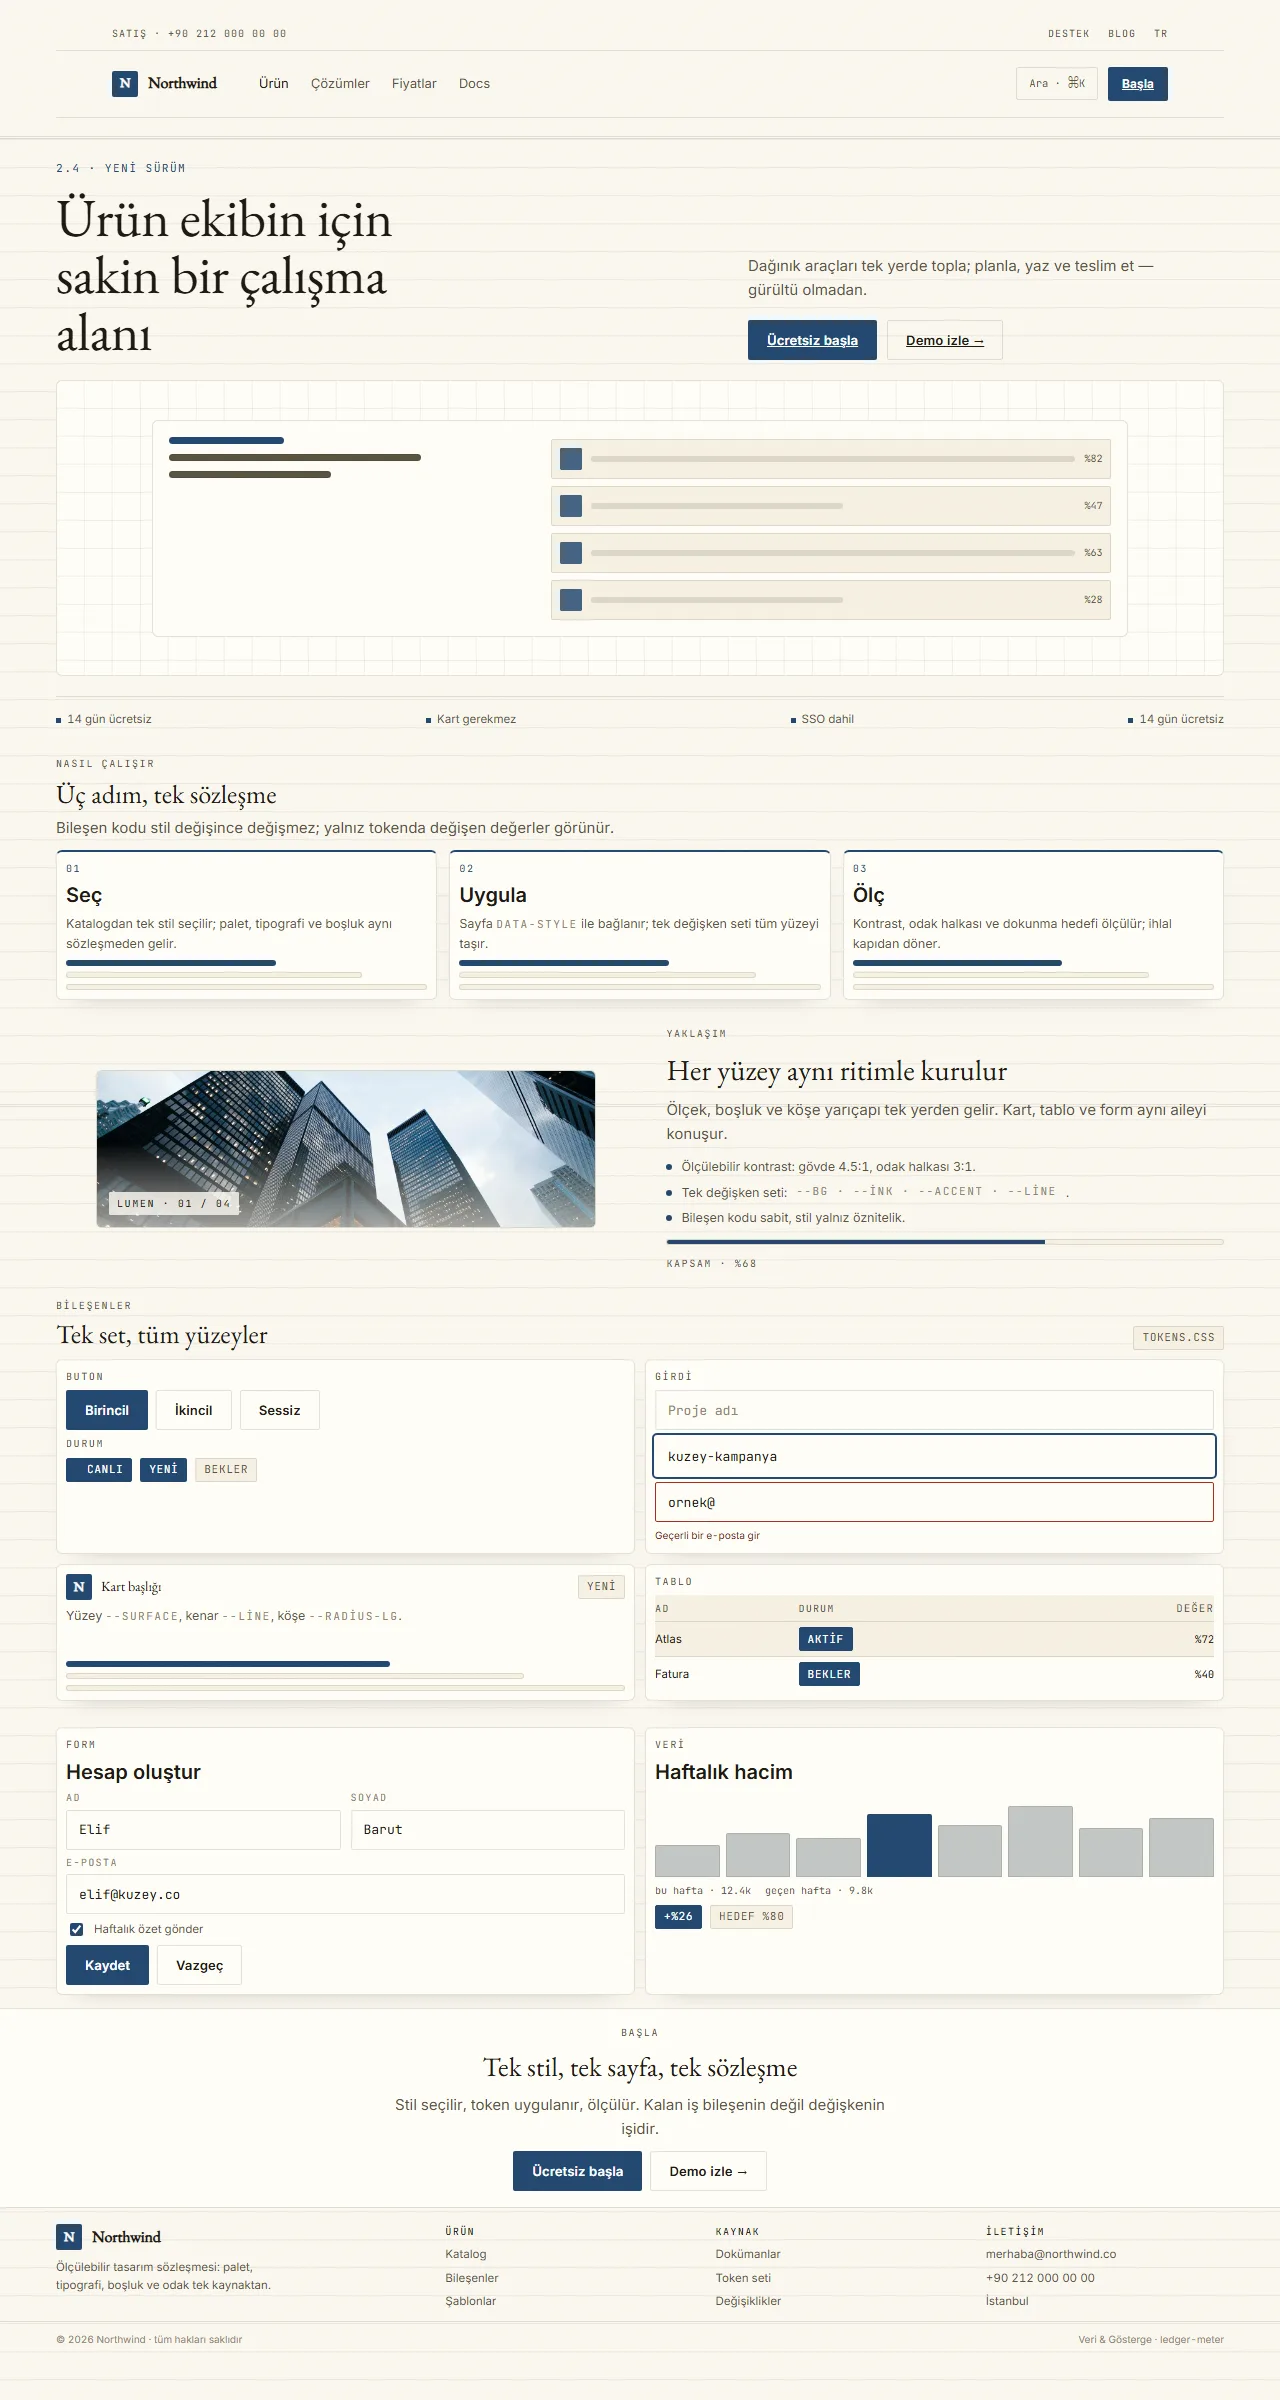 SATIŞ · +90 212 000 00 00
DESTEK BLOG TR
N Northwind Ürün Çözümler Fiyatlar Docs Ara · ⌘K Başla
2.4 · YENİ SÜRÜM
Ürün ekibin için
sakin bir çalışma
alanı
Dağınık araçları tek yerde topla; planla, yaz ve teslim et —
gürültü olmadan.
Ücretsiz başla Demo izle →
%82
%47
%63
%28
14 gün ücretsiz Kart gerekmez SSO dahil 14 gün ücretsiz
NASIL ÇALIŞIR
Üç adım, tek sözleşme
Bileşen kodu stil değişince değişmez; yalnız tokenda değişen değerler görünür.
01
Seç
Katalogdan tek stil seçilir; palet, tipografi ve boşluk aynı
sözleşmeden gelir.
02
Uygula
Sayfa DATA-STYLE ile bağlanır; tek değişken seti tüm yüzeyi
taşır.
03
Ölç
Kontrast, odak halkası ve dokunma hedefi ölçülür; ihlal
kapıdan döner.
LUMEN · 01 / 04
YAKLAŞIM
Her yüzey aynı ritimle kurulur
Ölçek, boşluk ve köşe yarıçapı tek yerden gelir. Kart, tablo ve form aynı aileyi
konuşur.
Ölçülebilir kontrast: gövde 4.5:1, odak halkası 3:1.
Tek değişken seti: --BG · --İNK · --ACCENT · --LİNE .
Bileşen kodu sabit, stil yalnız öznitelik.
KAPSAM · %68
BİLEŞENLER
Tek set, tüm yüzeyler
TOKENS.CSS
BUTON
Birincil İkincil Sessiz
DURUM
CANLI YENİ BEKLER
GİRDİ
Proje adı
kuzey-kampanya
ornek@
Geçerli bir e-posta gir
N Kart başlığı YENİ
Yüzey --SURFACE, kenar --LİNE, köşe --RADİUS-LG.
TABLO
AD DURUM DEĞER
Atlas AKTİF %72
Fatura BEKLER %40
FORM
Hesap oluştur
AD SOYAD
Elif Barut
E-POSTA
elif@kuzey.co
Haftalık özet gönder
Kaydet Vazgeç
VERİ
Haftalık hacim
bu hafta · 12.4k geçen hafta · 9.8k
+%26 HEDEF %80
BAŞLA
Tek stil, tek sayfa, tek sözleşme
Stil seçilir, token uygulanır, ölçülür. Kalan iş bileşenin değil değişkenin
işidir.
Ücretsiz başla Demo izle →
N Northwind
Ölçülebilir tasarım sözleşmesi: palet,
tipografi, boşluk ve odak tek kaynaktan.
ÜRÜN
Katalog
Bileşenler
Şablonlar
KAYNAK
Dokümanlar
Token seti
Değişiklikler
İLETİŞİM
merhaba@northwind.co
+90 212 000 00 00
İstanbul
© 2026 Northwind · tüm hakları saklıdır
Veri & Gösterge · ledger-meter